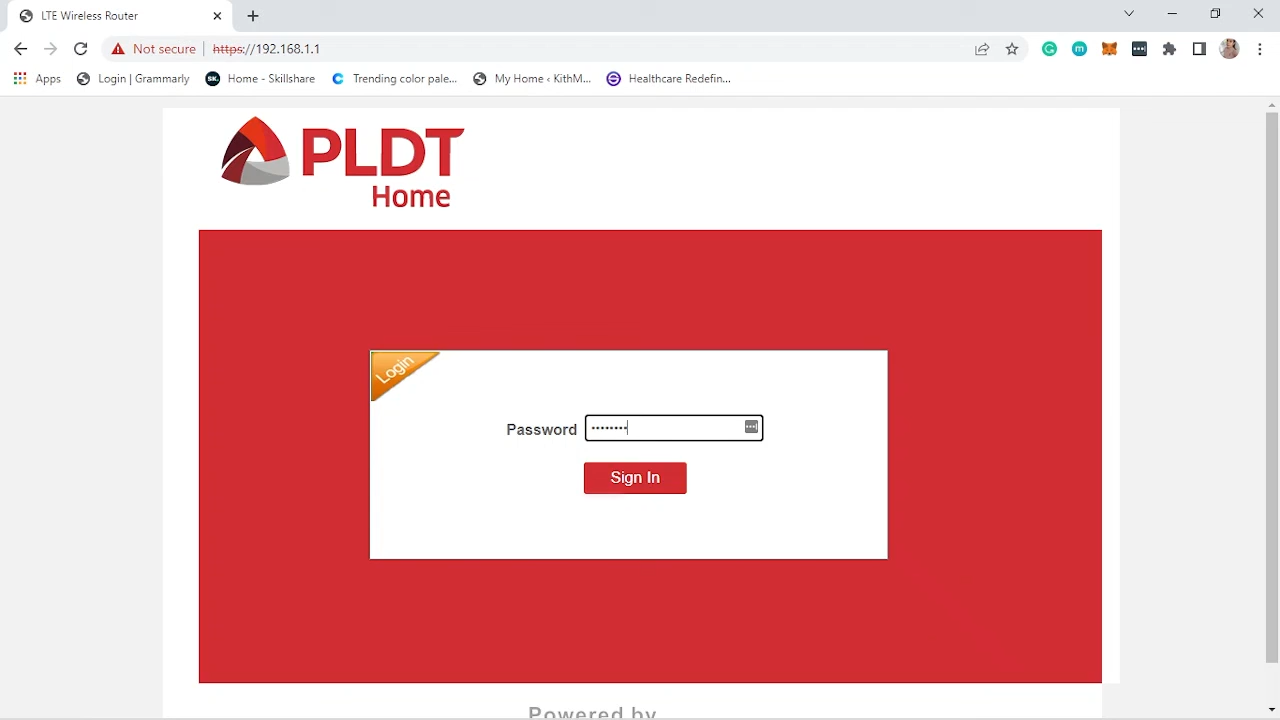 LTE Wireless Router
Not secure https://192.168.1.1
Apps Login | Grammarly Home - Skillshare Trending color pale... My Home ‹ KithM... Healthcare Redefin...
PLDT
Home
Login
Password ••••••••
Sign In
Powered by